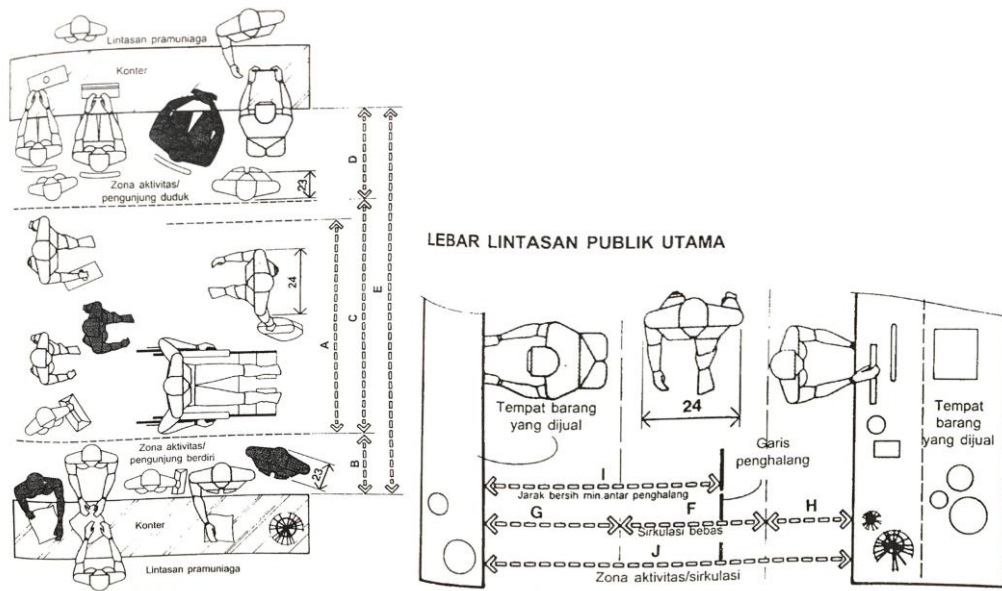 Lintasan pramuniaga
Konter
Zona aktivitas/
pengunjung duduk
23
D
24
A
C
E
Zona aktivitas/
pengunjung berdiri
23
B
Konter
Lintasan pramuniaga
LEBAR LINTASAN PUBLIK UTAMA
24
Tempat barang
yang dijual
Garis
penghalang
Tempat
barang
yang dijual
I
Jarak bersih min.antar penghalang
G
F
H
Sirkulasi bebas
J
Zona aktivitas/sirkulasi